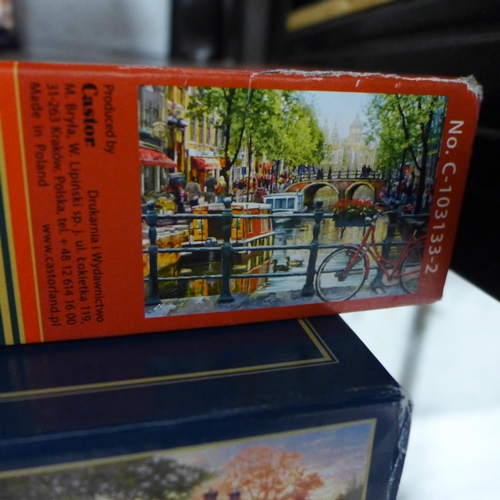 Produced by
Castor Drukarnia i Wydawnictwo
M. Bryła, W. Lipiński sp.j. ul. Łokietka 119,
31-263 Kraków, Polska, tel. + 48 12 614 16 00
Made in Poland www.castorland.pl
No. C-103133-2